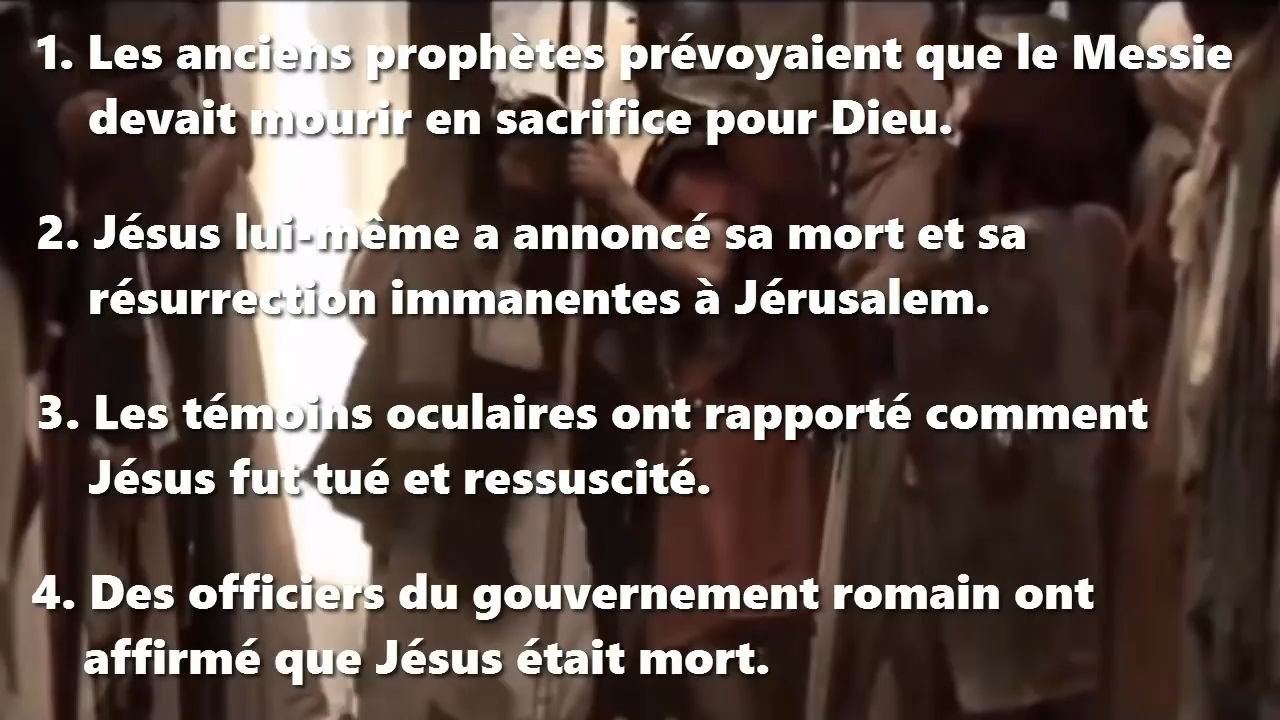 1. Les anciens prophètes prévoyaient que le Messie
devait mourir en sacrifice pour Dieu.
2. Jésus lui-même a annoncé sa mort et sa
résurrection immanentes à Jérusalem.
3. Les témoins oculaires ont rapporté comment
Jésus fut tué et ressuscité.
4. Des officiers du gouvernement romain ont
affirmé que Jésus était mort.